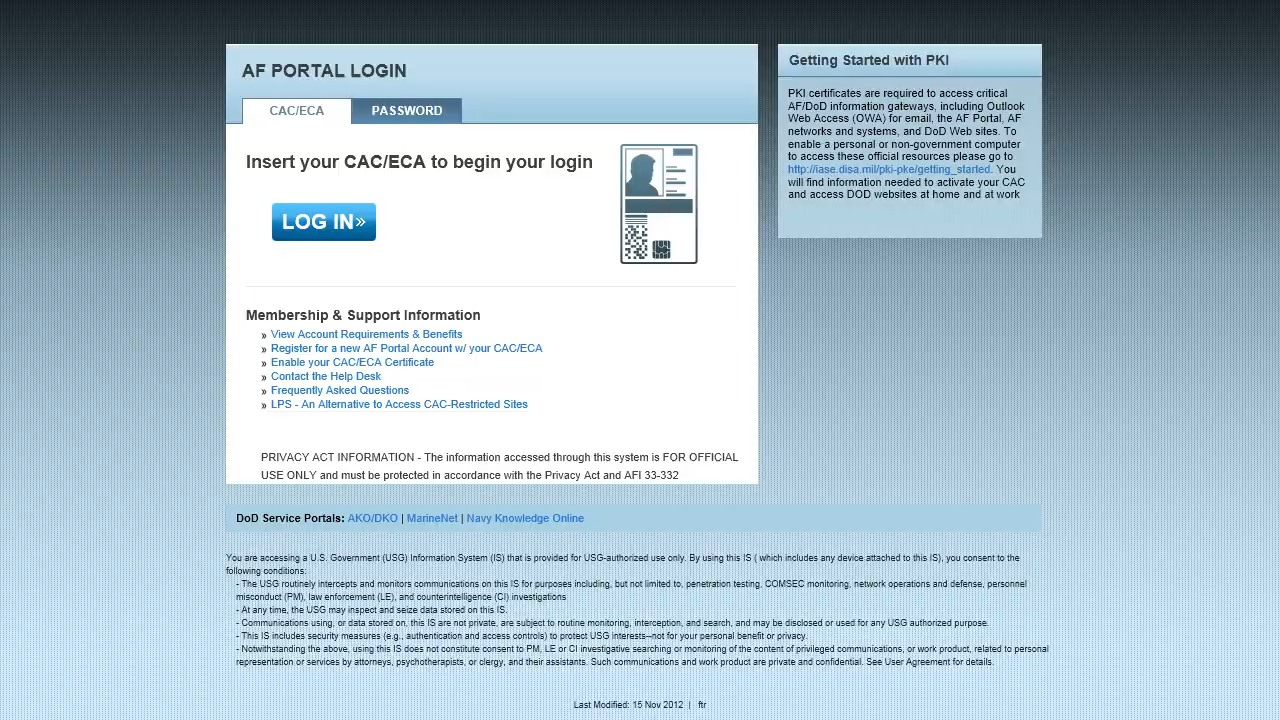 AF PORTAL LOGIN
CAC/ECA PASSWORD
Insert your CAC/ECA to begin your login
LOG IN»
Membership & Support Information
» View Account Requirements & Benefits
» Register for a new AF Portal Account w/ your CAC/ECA
» Enable your CAC/ECA Certificate
» Contact the Help Desk
» Frequently Asked Questions
» LPS - An Alternative to Access CAC-Restricted Sites
PRIVACY ACT INFORMATION - The information accessed through this system is FOR OFFICIAL
USE ONLY and must be protected in accordance with the Privacy Act and AFI 33-332
Getting Started with PKI
PKI certificates are required to access critical
AF/DoD information gateways, including Outlook
Web Access (OWA) for email, the AF Portal, AF
networks and systems, and DoD Web sites. To
enable a personal or non-government computer
to access these official resources please go to
http://iase.disa.mil/pki-pke/getting_started. You
will find information needed to activate your CAC
and access DOD websites at home and at work
DoD Service Portals: AKO/DKO | MarineNet | Navy Knowledge Online
You are accessing a U.S. Government (USG) Information System (IS) that is provided for USG-authorized use only. By using this IS ( which includes any device attached to this IS), you consent to the
following conditions:
- The USG routinely intercepts and monitors communications on this IS for purposes including, but not limited to, penetration testing, COMSEC monitoring, network operations and defense, personnel
misconduct (PM), law enforcement (LE), and counterintelligence (CI) investigations
- At any time, the USG may inspect and seize data stored on this IS.
- Communications using, or data stored on, this IS are not private, are subject to routine monitoring, interception, and search, and may be disclosed or used for any USG authorized purpose.
- This IS includes security measures (e.g., authentication and access controls) to protect USG interests--not for your personal benefit or privacy.
- Notwithstanding the above, using this IS does not constitute consent to PM, LE or CI investigative searching or monitoring of the content of privileged communications, or work product, related to personal
representation or services by attorneys, psychotherapists, or clergy, and their assistants. Such communications and work product are private and confidential. See User Agreement for details.
Last Modified: 15 Nov 2012 | ftr